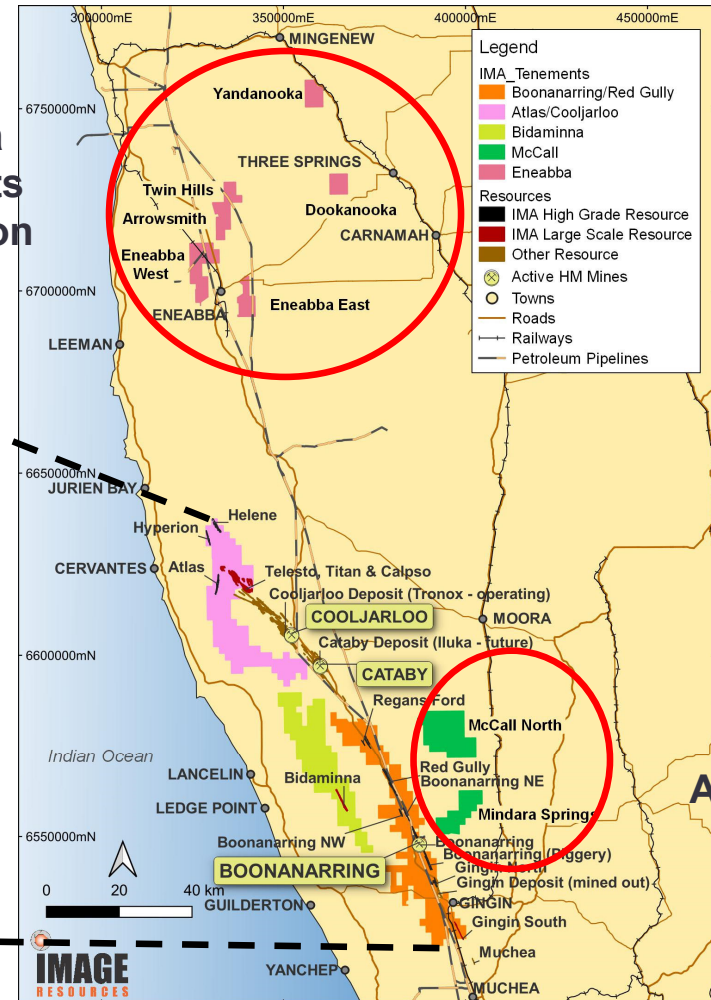 300000mE
350000mE
400000mE
450000mE
MINGENEW
Legend
IMA_Tenements
Boonanarring/Red Gully
Atlas/Cooljarloo
Bidaminna
McCall
Eneabba
Resources
IMA High Grade Resource
IMA Large Scale Resource
Other Resource
Active HM Mines
Towns
Roads
Railways
Petroleum Pipelines
6750000mN
Yandanooka
THREE SPRINGS
ts
on
Twin Hills
Dookanooka
Arrowsmith
CARNAMAH
Eneabba
West
6700000mN
Eneabba East
ENEABBA
LEEMAN
6650000mN
JURIEN BAY
Helene
Hyperion
CERVANTES
Atlas
Telesto, Titan & Calpso
Cooljarloo Deposit (Tronox - operating)
COOLJARLOO
MOORA
Cataby Deposit (Iluka - future)
6600000mN
CATABY
Regans Ford
McCall North
Indian Ocean
Red Gully
LANCELIN
Bidaminna
Boonanarring NE
A
LEDGE POINT
Mindara Springs
6550000mN
Boonanarring NW
Boonanarring
Boonanarring (Piggery)
BOONANARRING
Gingin North
Gingin Deposit (mined out)
0 20 40 km
GUILDERTON
GINGIN
Gingin South
Muchea
IMAGE
RESOURCES
YANCHEP
MUCHEA